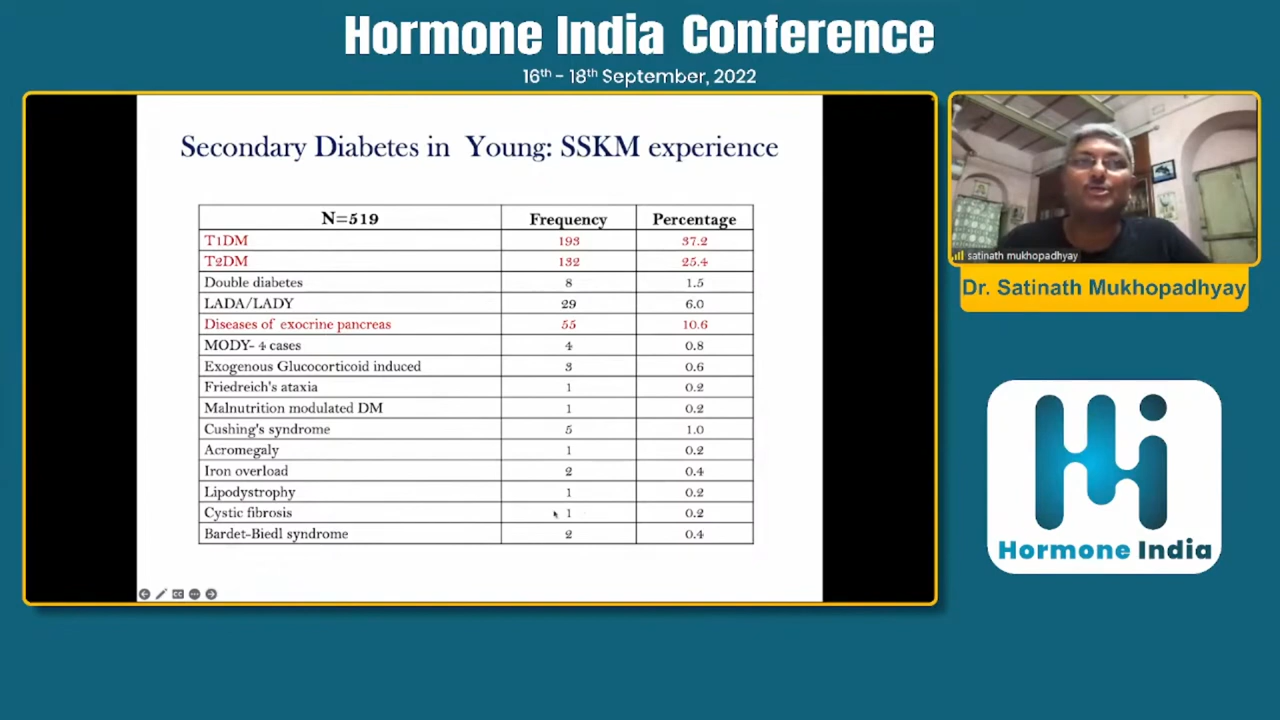 Hormone India Conference
16th - 18th September, 2022
Secondary Diabetes in Young: SSKM experience
N=519 Frequency Percentage
T1DM 193 37.2
T2DM 132 25.4
Double diabetes 8 1.5
LADA/LADY 29 6.0
Diseases of exocrine pancreas 55 10.6
MODY- 4 cases 4 0.8
Exogenous Glucocorticoid induced 3 0.6
Friedreich's ataxia 1 0.2
Malnutrition modulated DM 1 0.2
Cushing's syndrome 5 1.0
Acromegaly 1 0.2
Iron overload 2 0.4
Lipodystrophy 1 0.2
Cystic fibrosis 1 0.2
Bardet-Biedl syndrome 2 0.4
satinath mukhopadhyay
Dr. Satinath Mukhopadhyay
Hormone India